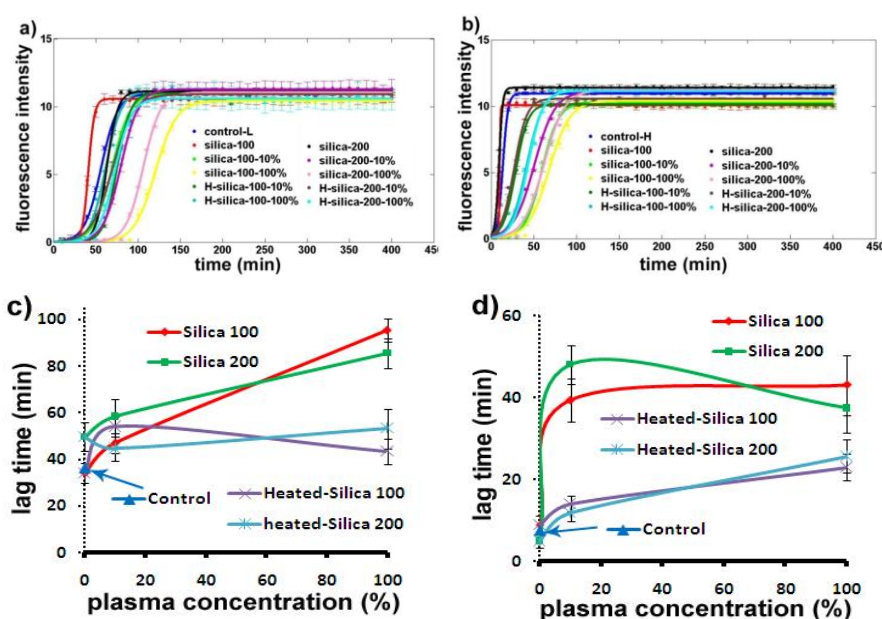 a)
fluorescence intensity
15
10
5
0
control-L
silica-100
silica-100-10%
silica-100-100%
H-silica-100-10%
H-silica-100-100%
silica-200
silica-200-10%
silica-200-100%
H-silica-200-10%
H-silica-200-100%
0 50 100 150 200 250 300 350 400 45
time (min)
b)
fluorescence intensity
15
10
5
0
control-H
silica-100
silica-100-10%
silica-100-100%
H-silica-100-10%
H-silica-100-100%
silica-200
silica-200-10%
silica-200-100%
H-silica-200-10%
H-silica-200-100%
0 50 100 150 200 250 300 350 400 450
time (min)
c)
lag time (min)
100
80
60
40
20
0
Silica 100
Silica 200
Control
Heated-Silica 100
heated-Silica 200
0 20 40 60 80 100
plasma concentration (%)
d)
lag time (min)
60
40
20
0
Silica 100
Silica 200
Heated-Silica 100
Heated-Silica 200
Control
0 20 40 60 80 100
plasma concentration (%)